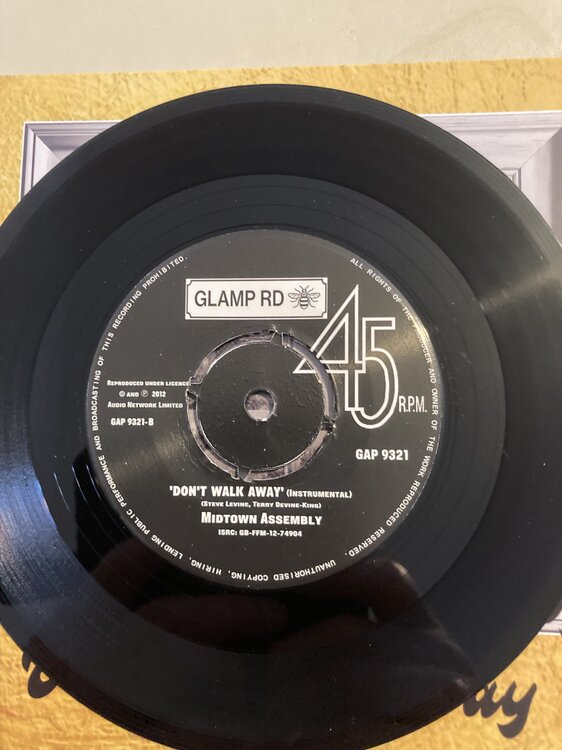 GLAMP RD
45
R.P.M.
REPRODUCED UNDER LICENCE
© AND ℗ 2012
AUDIO NETWORK LIMITED
GAP 9321-B
GAP 9321
'DON'T WALK AWAY' (INSTRUMENTAL)
(STEVE LEVINE, TERRY DEVINE-KING)
MIDTOWN ASSEMBLY
ISRC: GB-FFM-12-74904
ALL RIGHTS OF THE PRODUCER AND OWNER OF THE WORK REPRODUCED RESERVED. UNAUTHORISED COPYING, HIRING, LENDING PUBLIC PERFORMANCE AND BROADCASTING OF THIS RECORDING PROHIBITED.